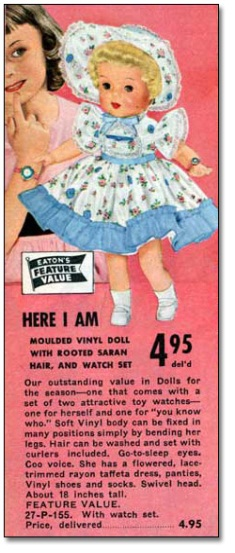 EATON'S
FEATURE
VALUE
HERE I AM
MOULDED VINYL DOLL
WITH ROOTED SARAN
HAIR, AND WATCH SET
4.95
del'd
Our outstanding value in Dolls for
the season—one that comes with a
set of two attractive toy watches—
one for herself and one for "you know
who." Soft Vinyl body can be fixed in
many positions simply by bending her
legs. Hair can be washed and set with
curlers included. Go-to-sleep eyes.
Coo voice. She has a flowered, lace-
trimmed rayon taffeta dress, panties,
Vinyl shoes and socks. Swivel head.
About 18 inches tall.
FEATURE VALUE.
27-P-155. With watch set.
Price, delivered........................ 4.95